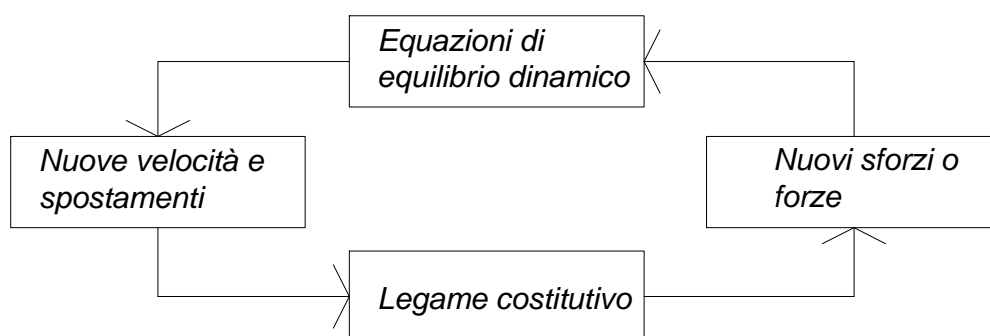 Equazioni di
equilibrio dinamico
Nuove velocità e
spostamenti
Nuovi sforzi o
forze
Legame costitutivo